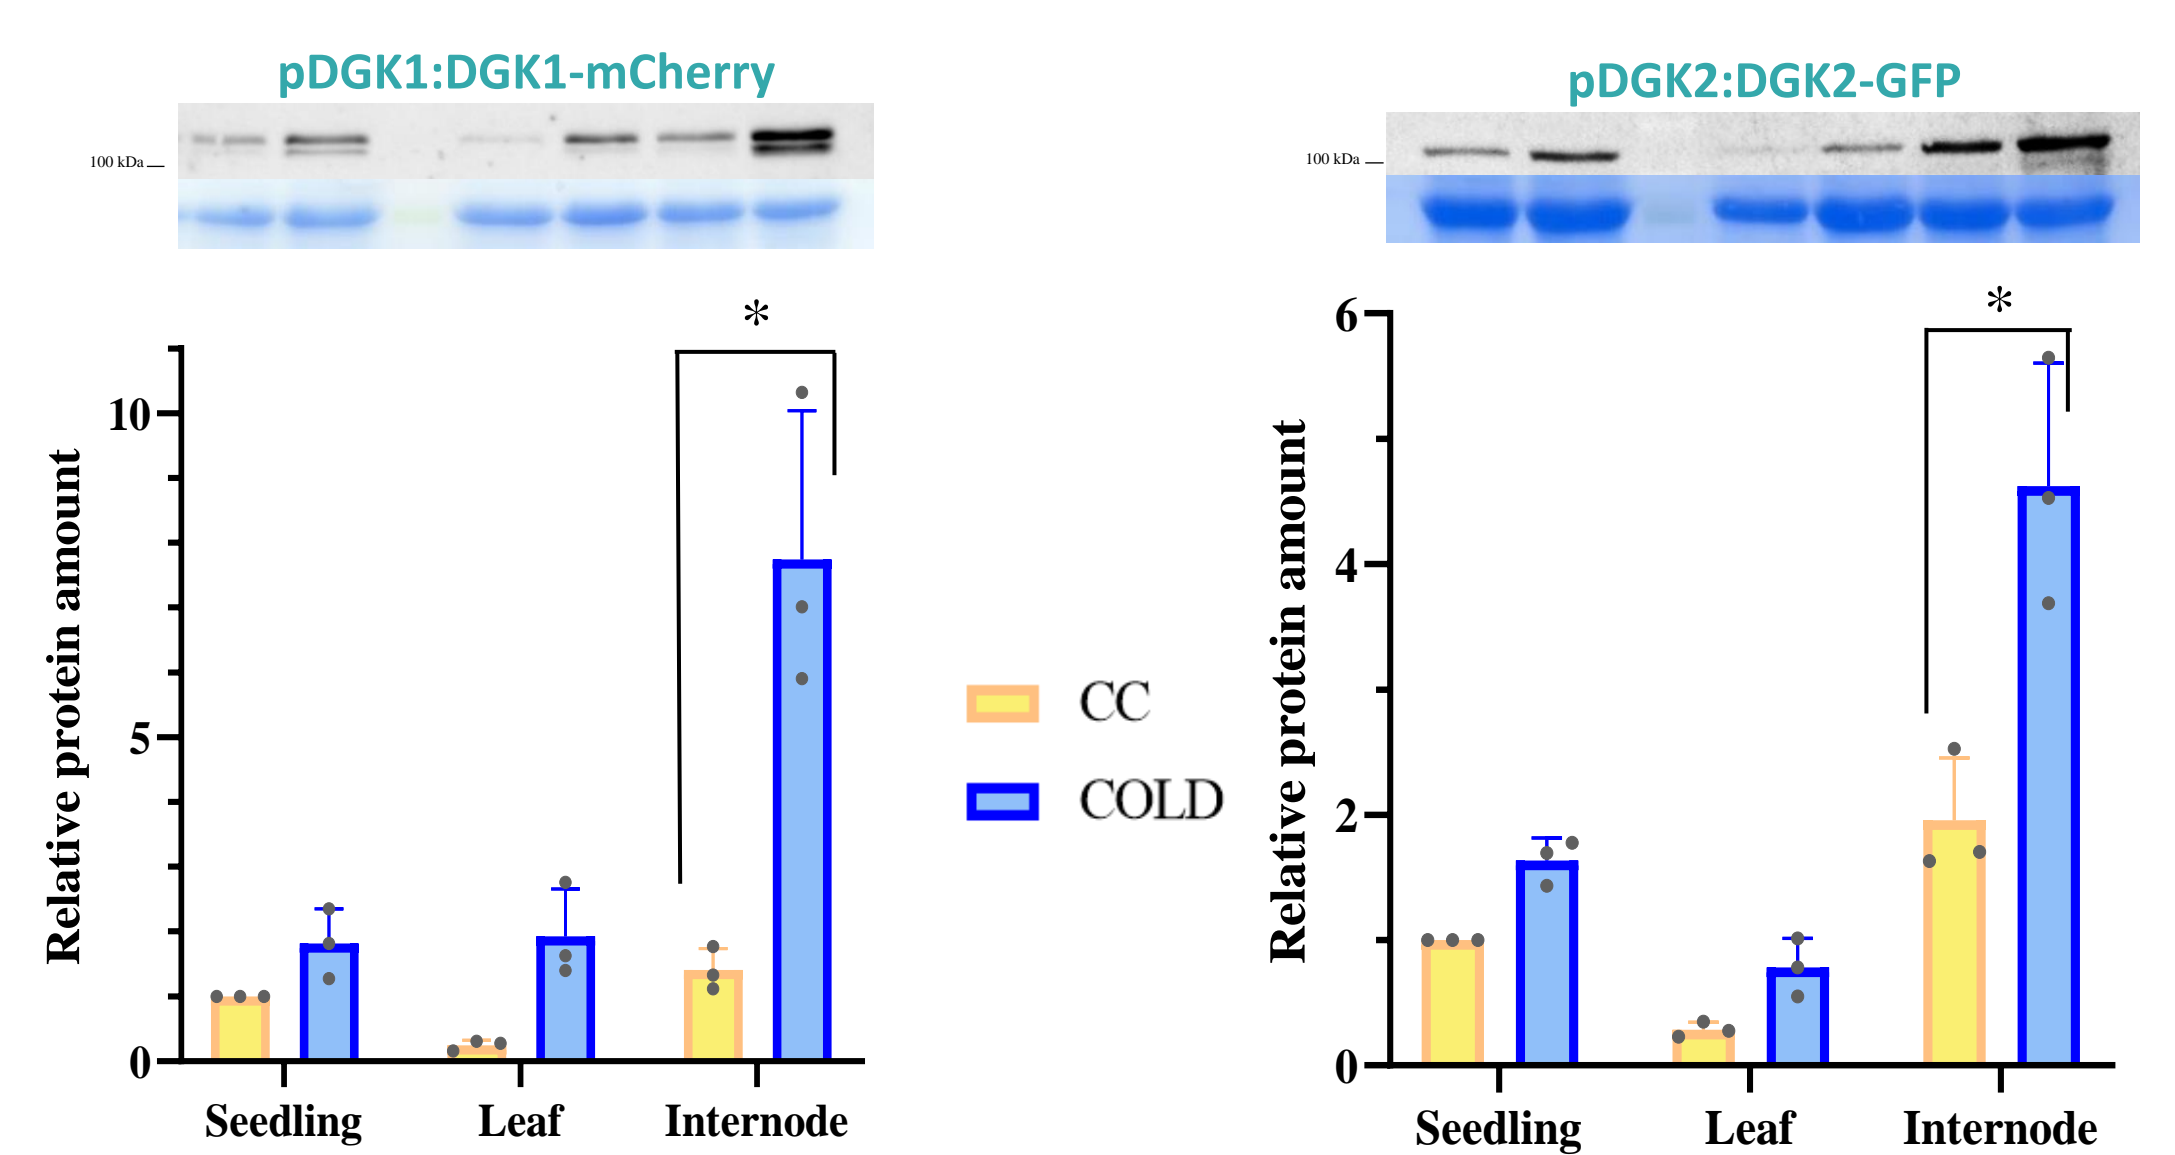 pDGK1:DGK1-mCherry
100 kDa
*
Relative protein amount
10
5
0
Seedling Leaf Internode
CC
COLD
pDGK2:DGK2-GFP
100 kDa
*
Relative protein amount
6
4
2
0
Seedling Leaf Internode